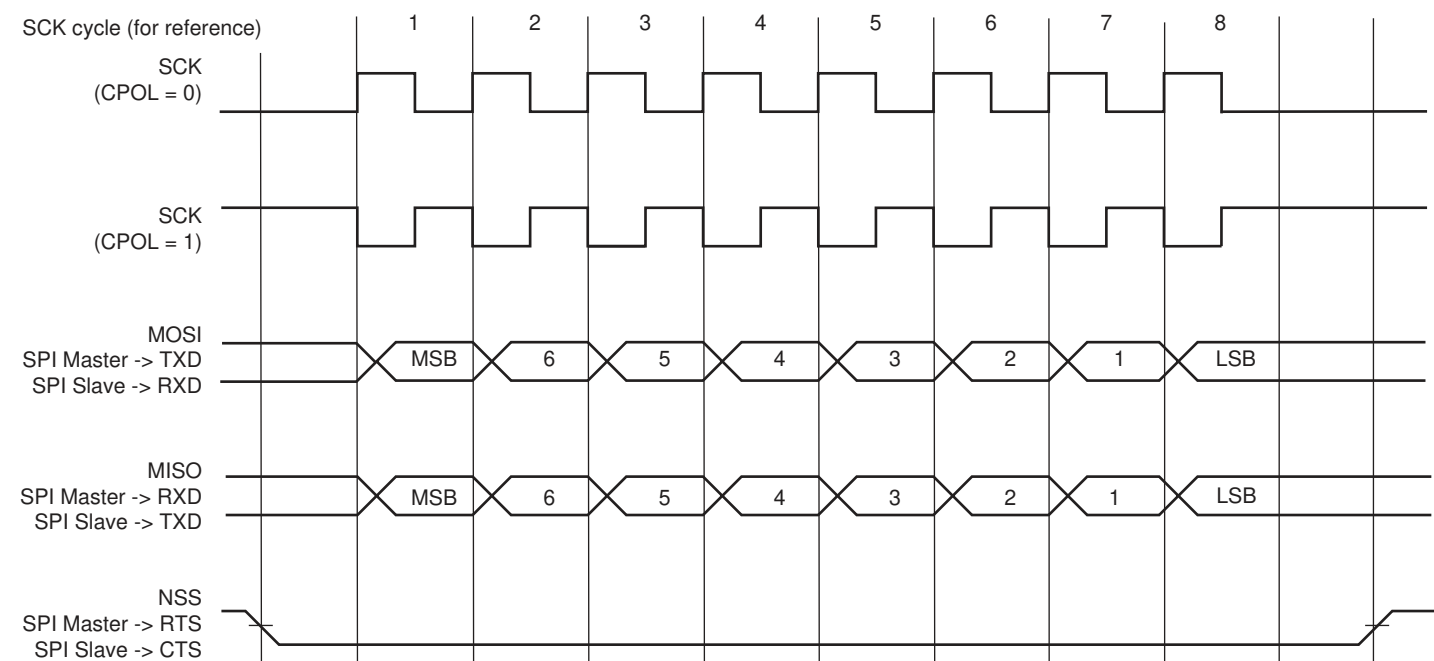 SCK cycle (for reference) 1 2 3 4 5 6 7 8
SCK
(CPOL = 0)
SCK
(CPOL = 1)
MOSI
SPI Master -> TXD
SPI Slave -> RXD
MSB 6 5 4 3 2 1 LSB
MISO
SPI Master -> RXD
SPI Slave -> TXD
MSB 6 5 4 3 2 1 LSB
NSS
SPI Master -> RTS
SPI Slave -> CTS